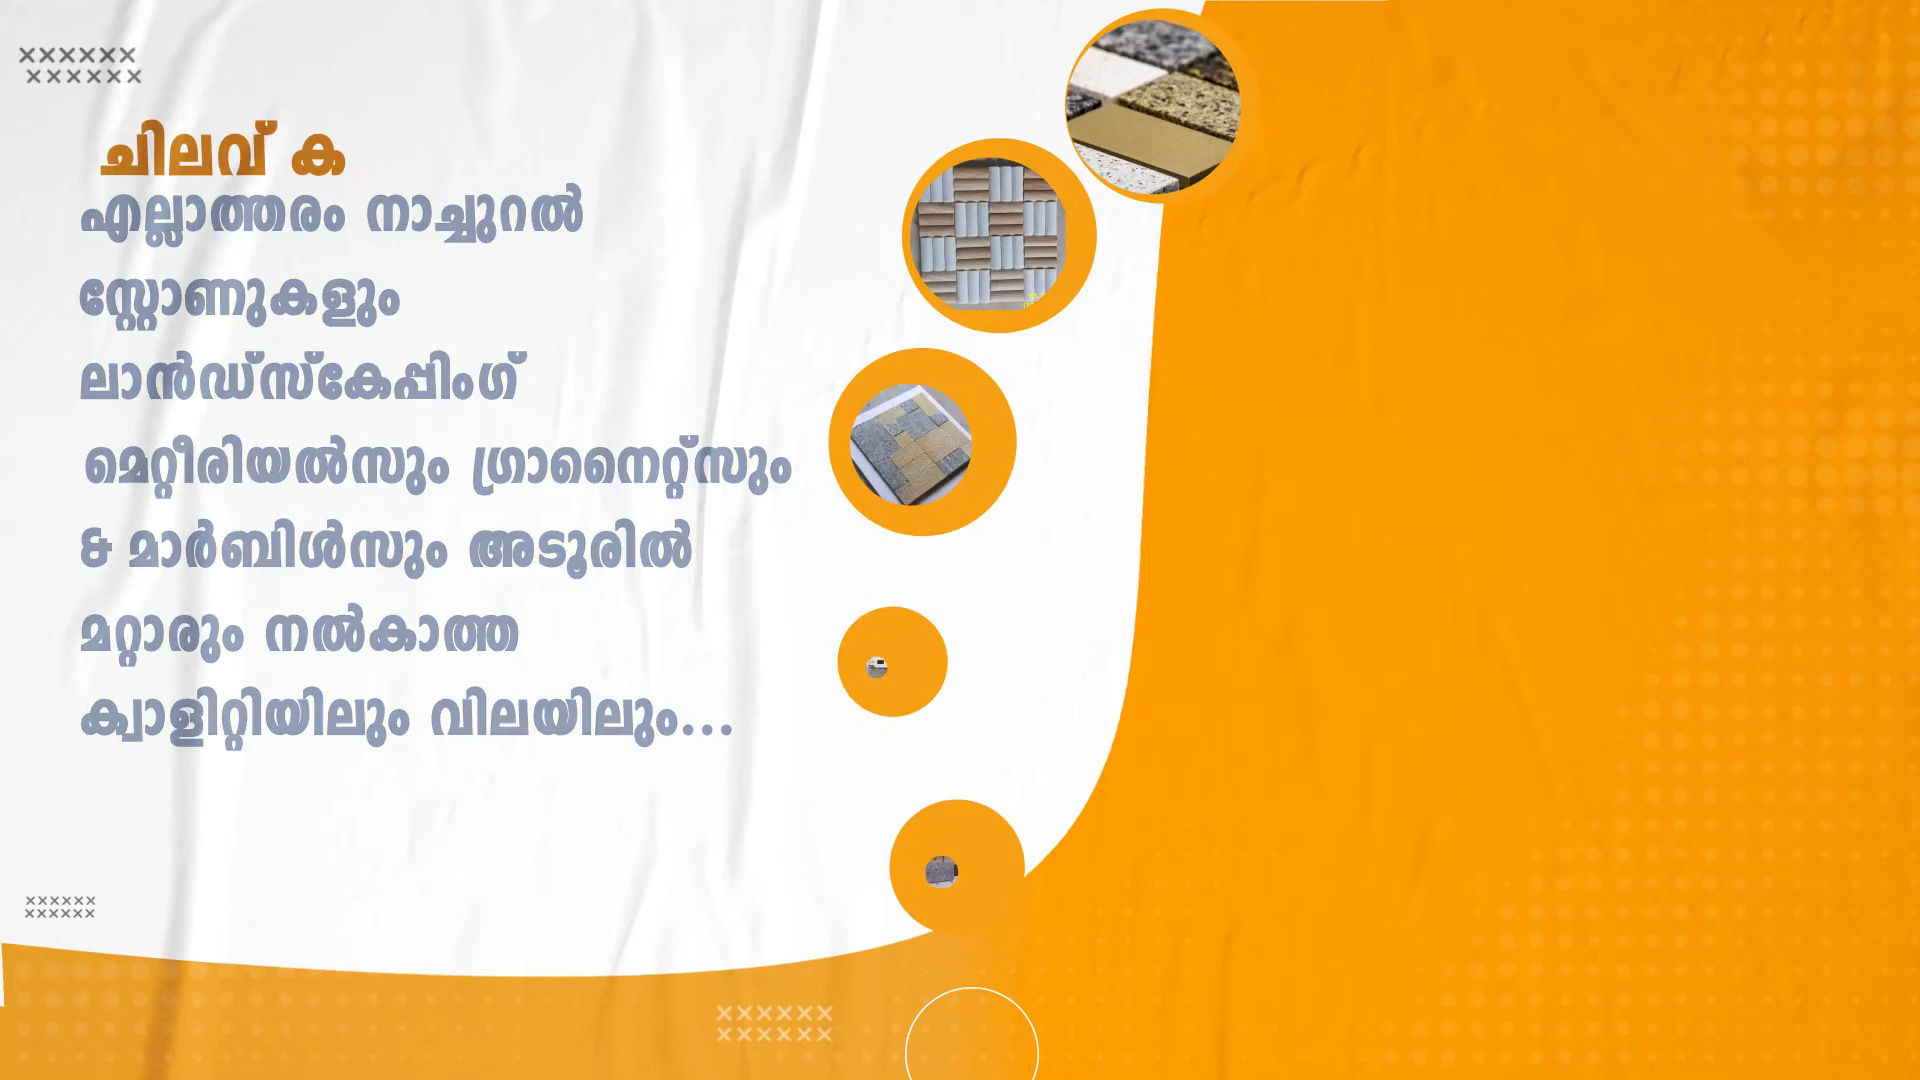 ചിലവ് ക
എല്ലാത്തരം നാച്ചുറൽ
സ്റ്റോണുകളും
ലാൻഡ്സ്കേപ്പിംഗ്
മെറ്റീരിയൽസും ഗ്രാനൈറ്റ്സും
& മാർബിൾസും അടൂരിൽ
മറ്റാരും നൽകാത്ത
ക്വാളിറ്റിയിലും വിലയിലും...